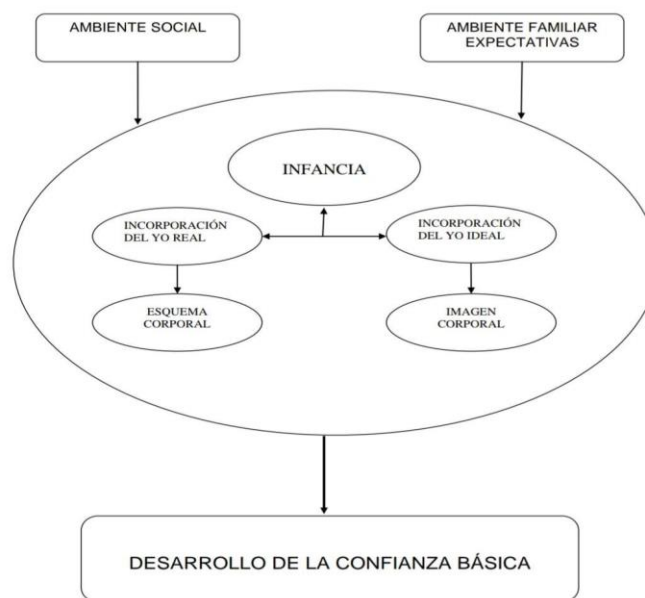 AMBIENTE SOCIAL
AMBIENTE FAMILIAR
EXPECTATIVAS
INFANCIA
INCORPORACIÓN
DEL YO REAL
INCORPORACIÓN
DEL YO IDEAL
ESQUEMA
CORPORAL
IMAGEN
CORPORAL
DESARROLLO DE LA CONFIANZA BÁSICA